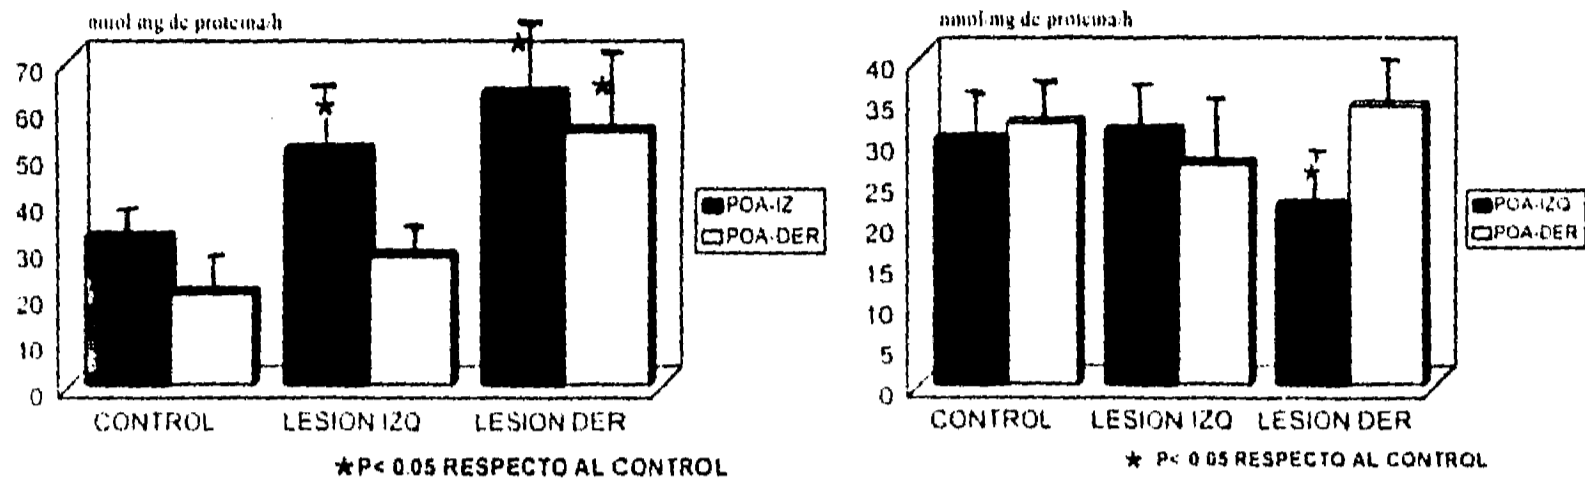 nmol/mg de proteina/h
70
60
50
40
30
20
10
0
CONTROL
LESION IZQ
LESION DER
POA-IZ
POA-DER
★P< 0.05 RESPECTO AL CONTROL
nmol/mg de proteina/h
40
35
30
25
20
15
10
5
0
CONTROL
LESION IZQ
LESION DER
POA-IZQ
POA-DER
★ P< 0.05 RESPECTO AL CONTROL